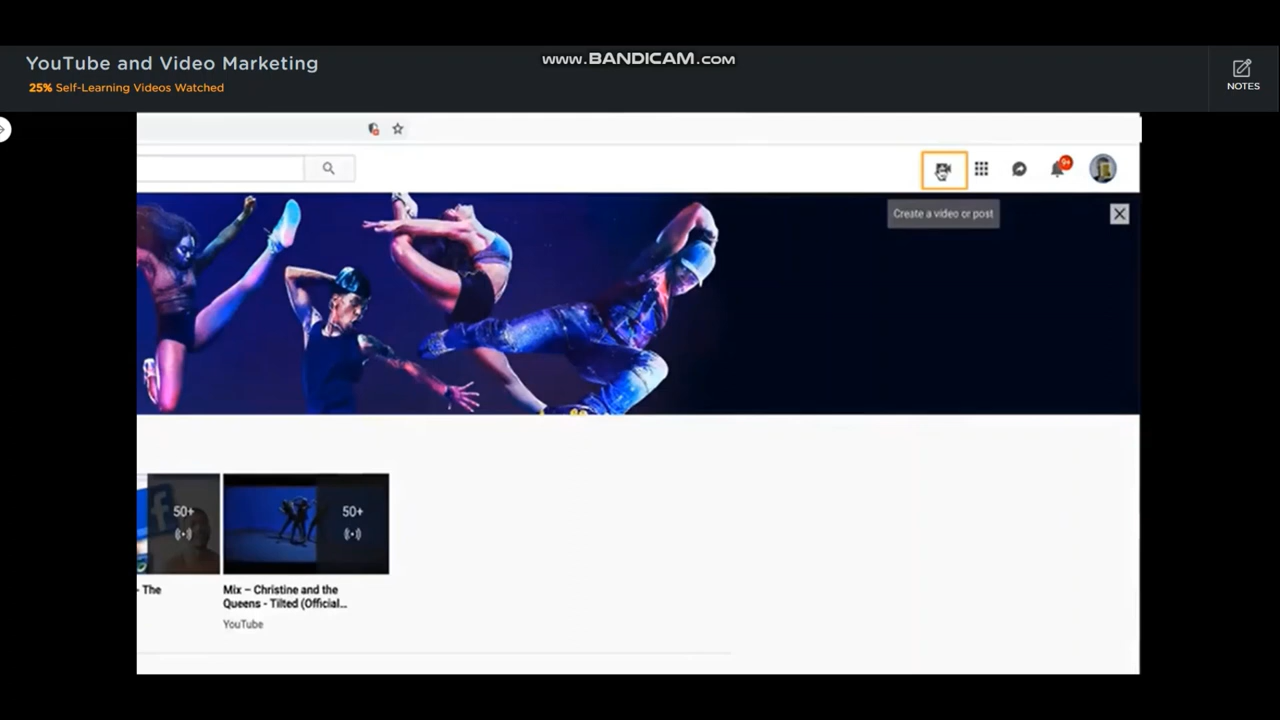 www.BANDICAM.com
YouTube and Video Marketing
25% Self-Learning Videos Watched
NOTES
9+
Create a video or post
50+
50+
- The
Mix – Christine and the
Queens - Tilted (Official...
YouTube